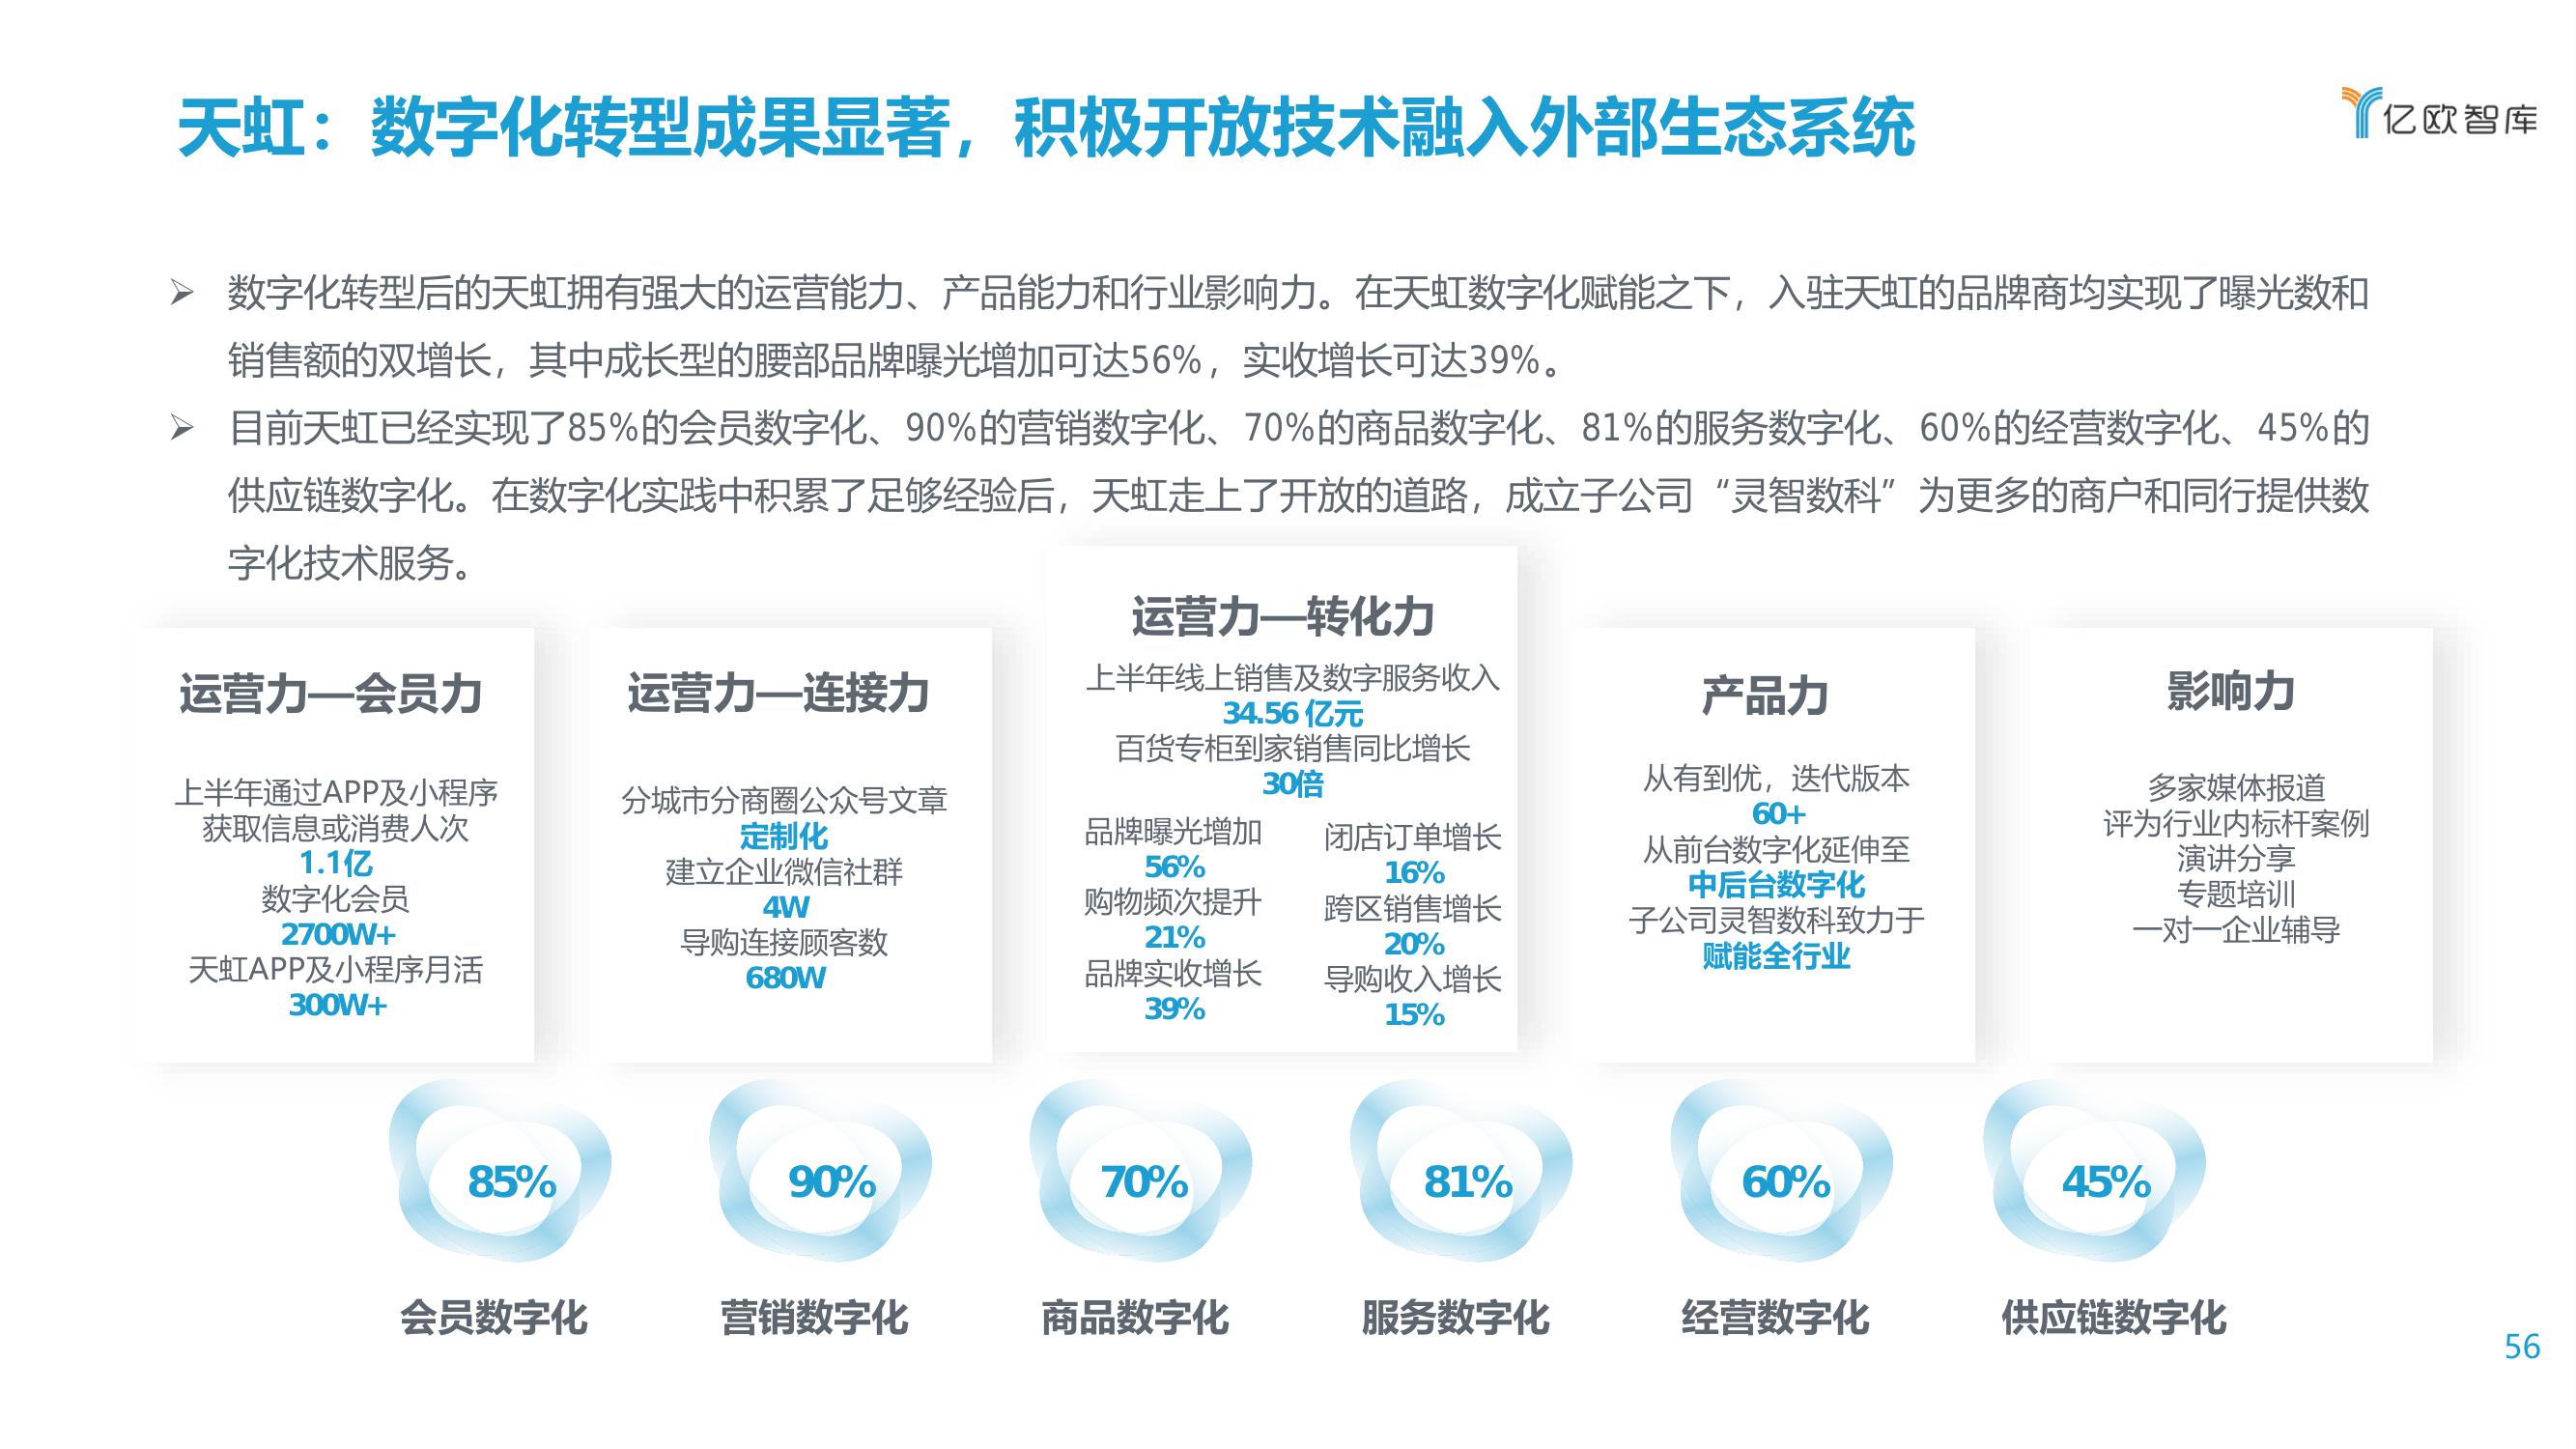 天虹：数字化转型成果显著，积极开放技术融入外部生态系统
亿欧智库
数字化转型后的天虹拥有强大的运营能力、产品能力和行业影响力。在天虹数字化赋能之下，入驻天虹的品牌商均实现了曝光数和
销售额的双增长，其中成长型的腰部品牌曝光增加可达56%，实收增长可达39%。
目前天虹已经实现了85%的会员数字化、90%的营销数字化、70%的商品数字化、81%的服务数字化、60%的经营数字化、45%的
供应链数字化。在数字化实践中积累了足够经验后，天虹走上了开放的道路，成立子公司“灵智数科”为更多的商户和同行提供数
字化技术服务。
运营力—会员力
上半年通过APP及小程序
获取信息或消费人次
1.1亿
数字化会员
2700W+
天虹APP及小程序月活
300W+
运营力—连接力
分城市分商圈公众号文章
定制化
建立企业微信社群
4W
导购连接顾客数
680W
运营力—转化力
上半年线上销售及数字服务收入
34.56 亿元
百货专柜到家销售同比增长
30倍
品牌曝光增加
56%
购物频次提升
21%
品牌实收增长
39%
闭店订单增长
16%
跨区销售增长
20%
导购收入增长
15%
产品力
从有到优，迭代版本
60+
从前台数字化延伸至
中后台数字化
子公司灵智数科致力于
赋能全行业
影响力
多家媒体报道
评为行业内标杆案例
演讲分享
专题培训
一对一企业辅导
85%
90%
70%
81%
60%
45%
会员数字化
营销数字化
商品数字化
服务数字化
经营数字化
供应链数字化
56